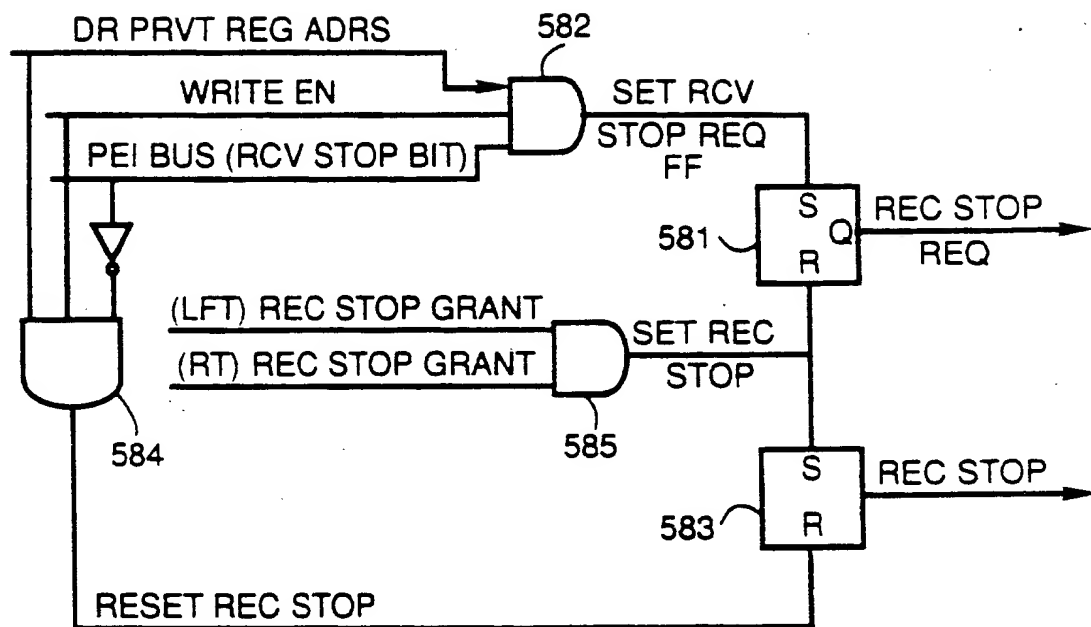 DR PRVT REG ADRS
582
WRITE EN
SET RCV
STOP REQ
FF
PEI BUS (RCV STOP BIT)
S
Q
R
581
REC STOP
REQ
(LFT) REC STOP GRANT
(RT) REC STOP GRANT
SET REC
STOP
585
584
S
R
583
REC STOP
RESET REC STOP